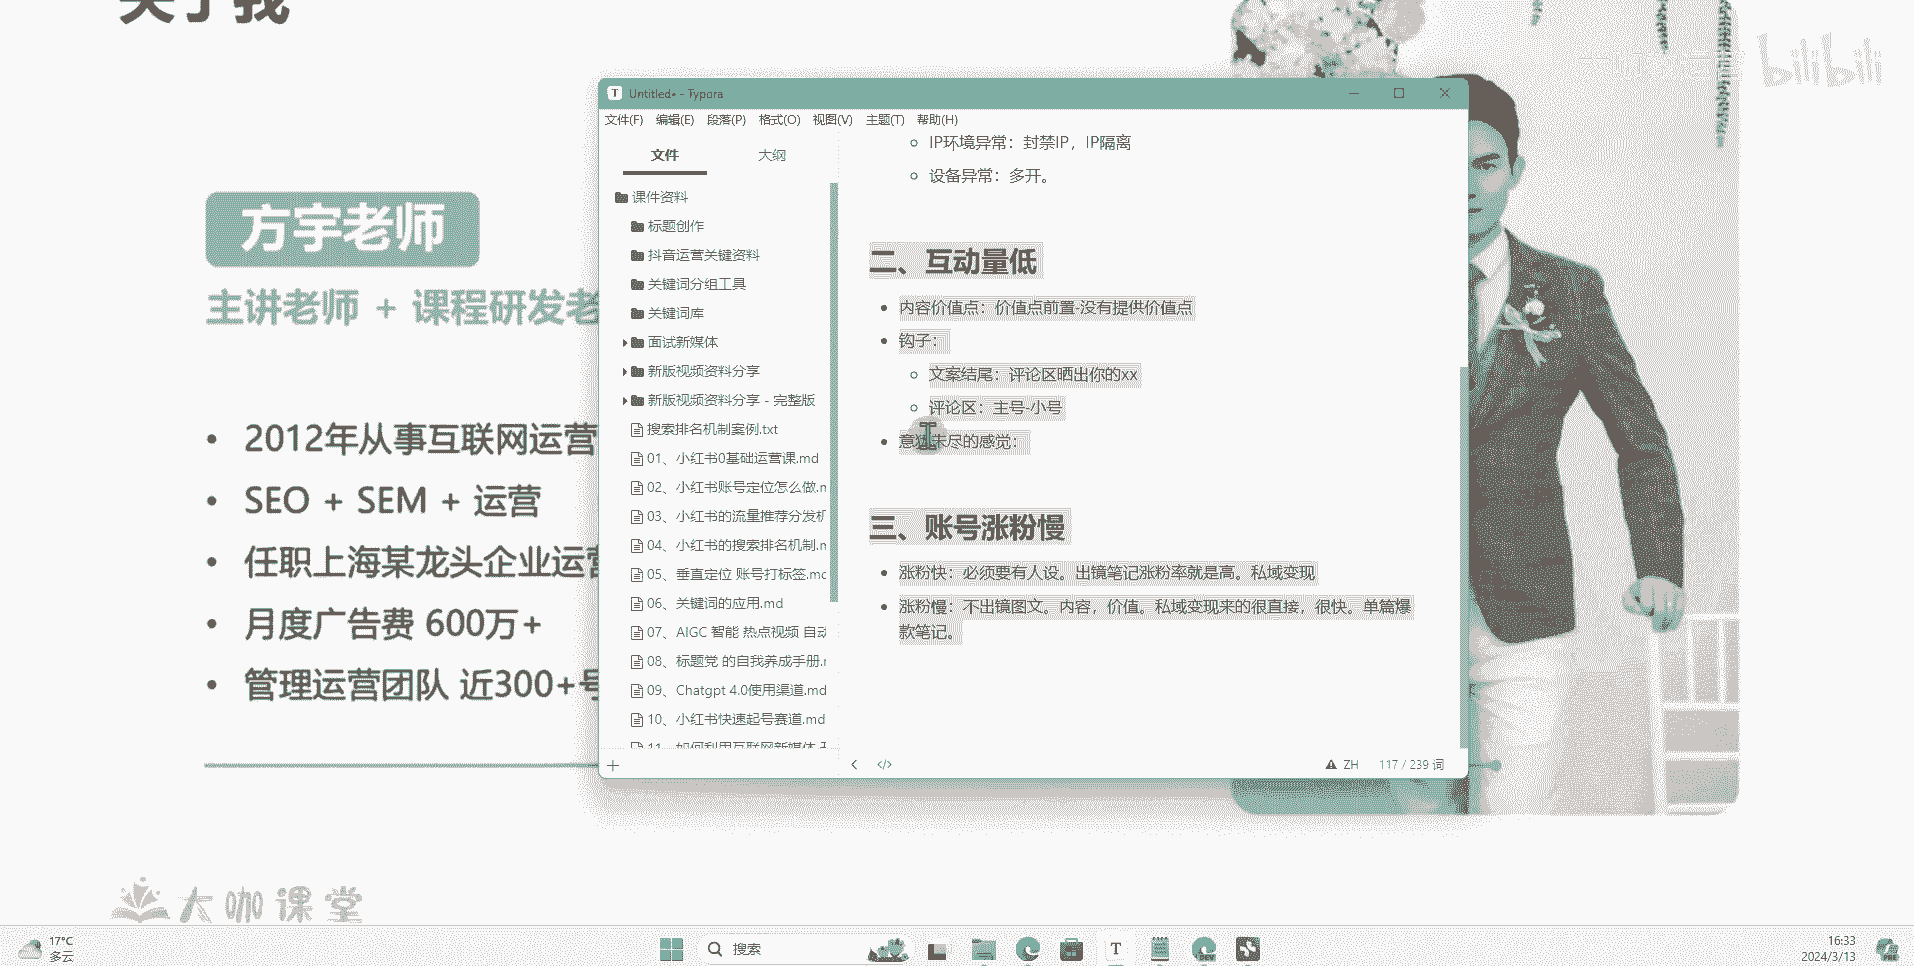 关于我
bilibili
方宇老师
主讲老师 + 课程研发老
2012年从事互联网运营
SEO + SEM + 运营
任职上海某龙头企业运营
月度广告费 600万+
管理运营团队 近300+号
大咖课堂
Untitled• - Typora
文件(F) 编辑(E) 段落(P) 格式(O) 视图(V) 主题(T) 帮助(H)
文件 大纲
课件资料
标题创作
抖音运营关键资料
关键词分组工具
关键词库
面试新媒体
新版视频资料分享
新版视频资料分享 - 完整版
搜索排名机制案例.txt
01、小红书0基础运营课.md
02、小红书账号定位怎么做.m
03、小红书的流量推荐分发机
04、小红书的搜索排名机制.m
05、垂直定位 账号打标签.mc
06、关键词的应用.md
07、AIGC 智能 热点视频 自动
08、标题党 的自我养成手册.r
09、Chatgpt 4.0使用渠道.md
10、小红书快速起号赛道.md
11、如何利用互联网新媒体
IP环境异常：封禁IP，IP隔离
设备异常：多开。
二、互动量低
内容价值点：价值点前置-没有提供价值点
钩子：
文案结尾：评论区晒出你的xx
评论区：主号-小号
意犹未尽的感觉：
三、账号涨粉慢
涨粉快：必须要有人设。出镜笔记涨粉率就是高。私域变现
涨粉慢：不出镜图文。内容，价值。私域变现来的很直接，很快。单篇爆
款笔记。
ZH 117 / 239 词
17°C
多云
搜索
T
DEV
16:33
2024/3/13
PRE